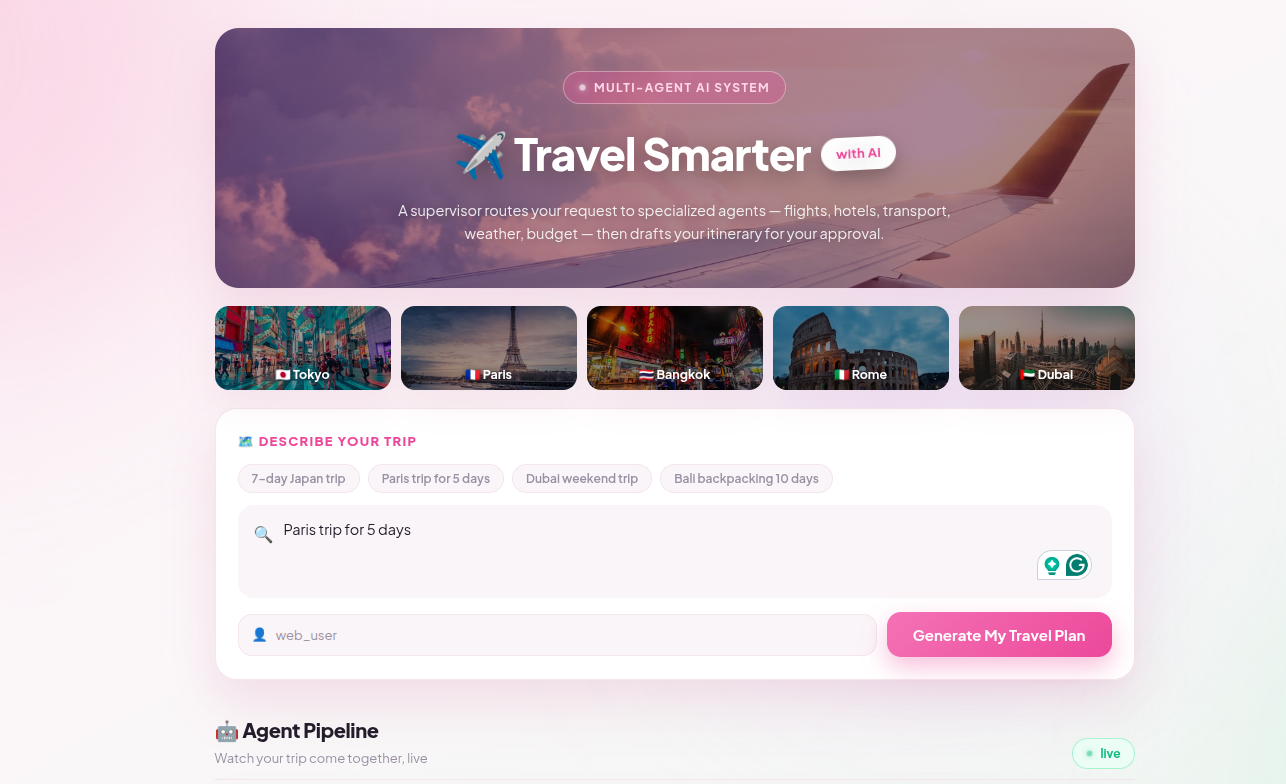 MULTI-AGENT AI SYSTEM
✈️ Travel Smarter with AI
A supervisor routes your request to specialized agents — flights, hotels, transport,
weather, budget — then drafts your itinerary for your approval.
🇯🇵 Tokyo
🇫🇷 Paris
🇹🇭 Bangkok
🇮🇹 Rome
🇦🇪 Dubai
🗺️ DESCRIBE YOUR TRIP
7-day Japan trip
Paris trip for 5 days
Dubai weekend trip
Bali backpacking 10 days
🔍 Paris trip for 5 days
👤 web_user
Generate My Travel Plan
🤖 Agent Pipeline
Watch your trip come together, live
live